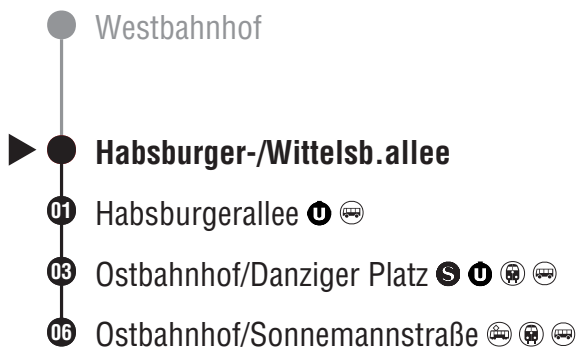 Westbahnhof
Habsburger-/Wittelsb.allee
01 Habsburgerallee U
03 Ostbahnhof/Danziger Platz S U
06 Ostbahnhof/Sonnemannstraße